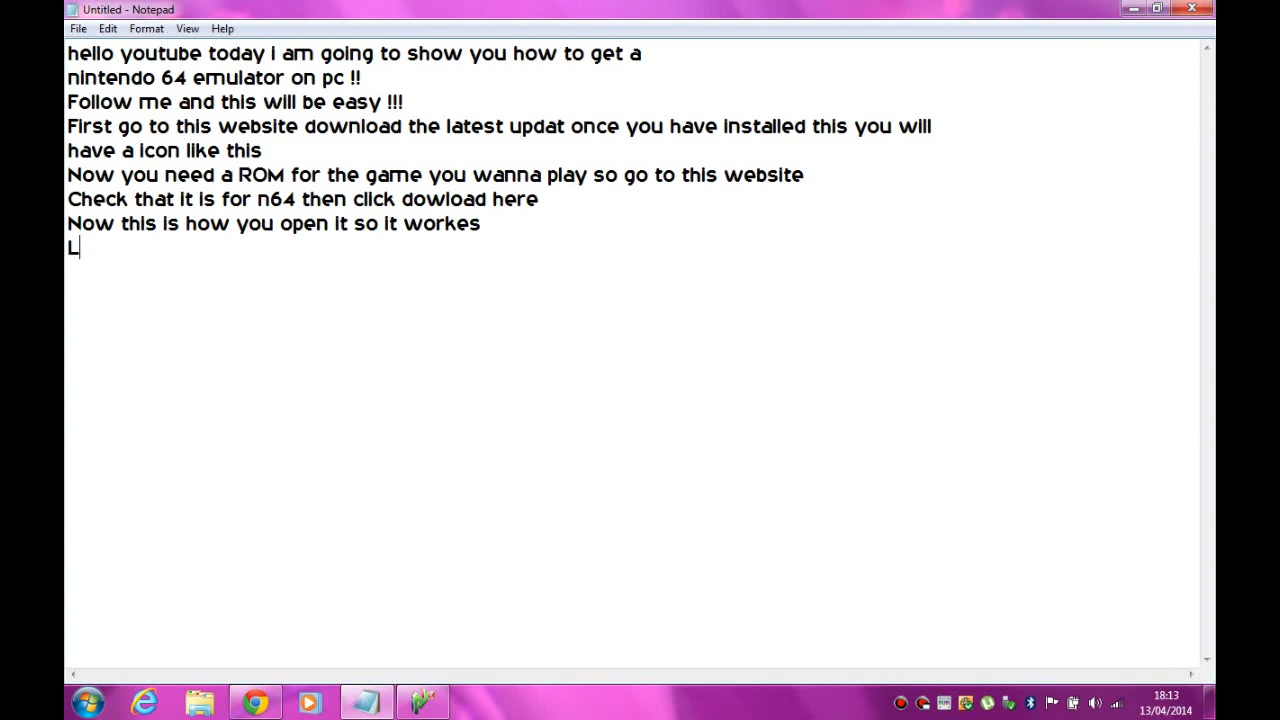 Untitled - Notepad
File Edit Format View Help
hello youtube today i am going to show you how to get a
nintendo 64 emulator on pc !!
Follow me and this will be easy !!!
First go to this website download the latest updat once you have installed this you will
have a icon like this
Now you need a ROM for the game you wanna play so go to this website
Check that it is for n64 then click dowload here
Now this is how you open it so it workes
L
18:13
13/04/2014